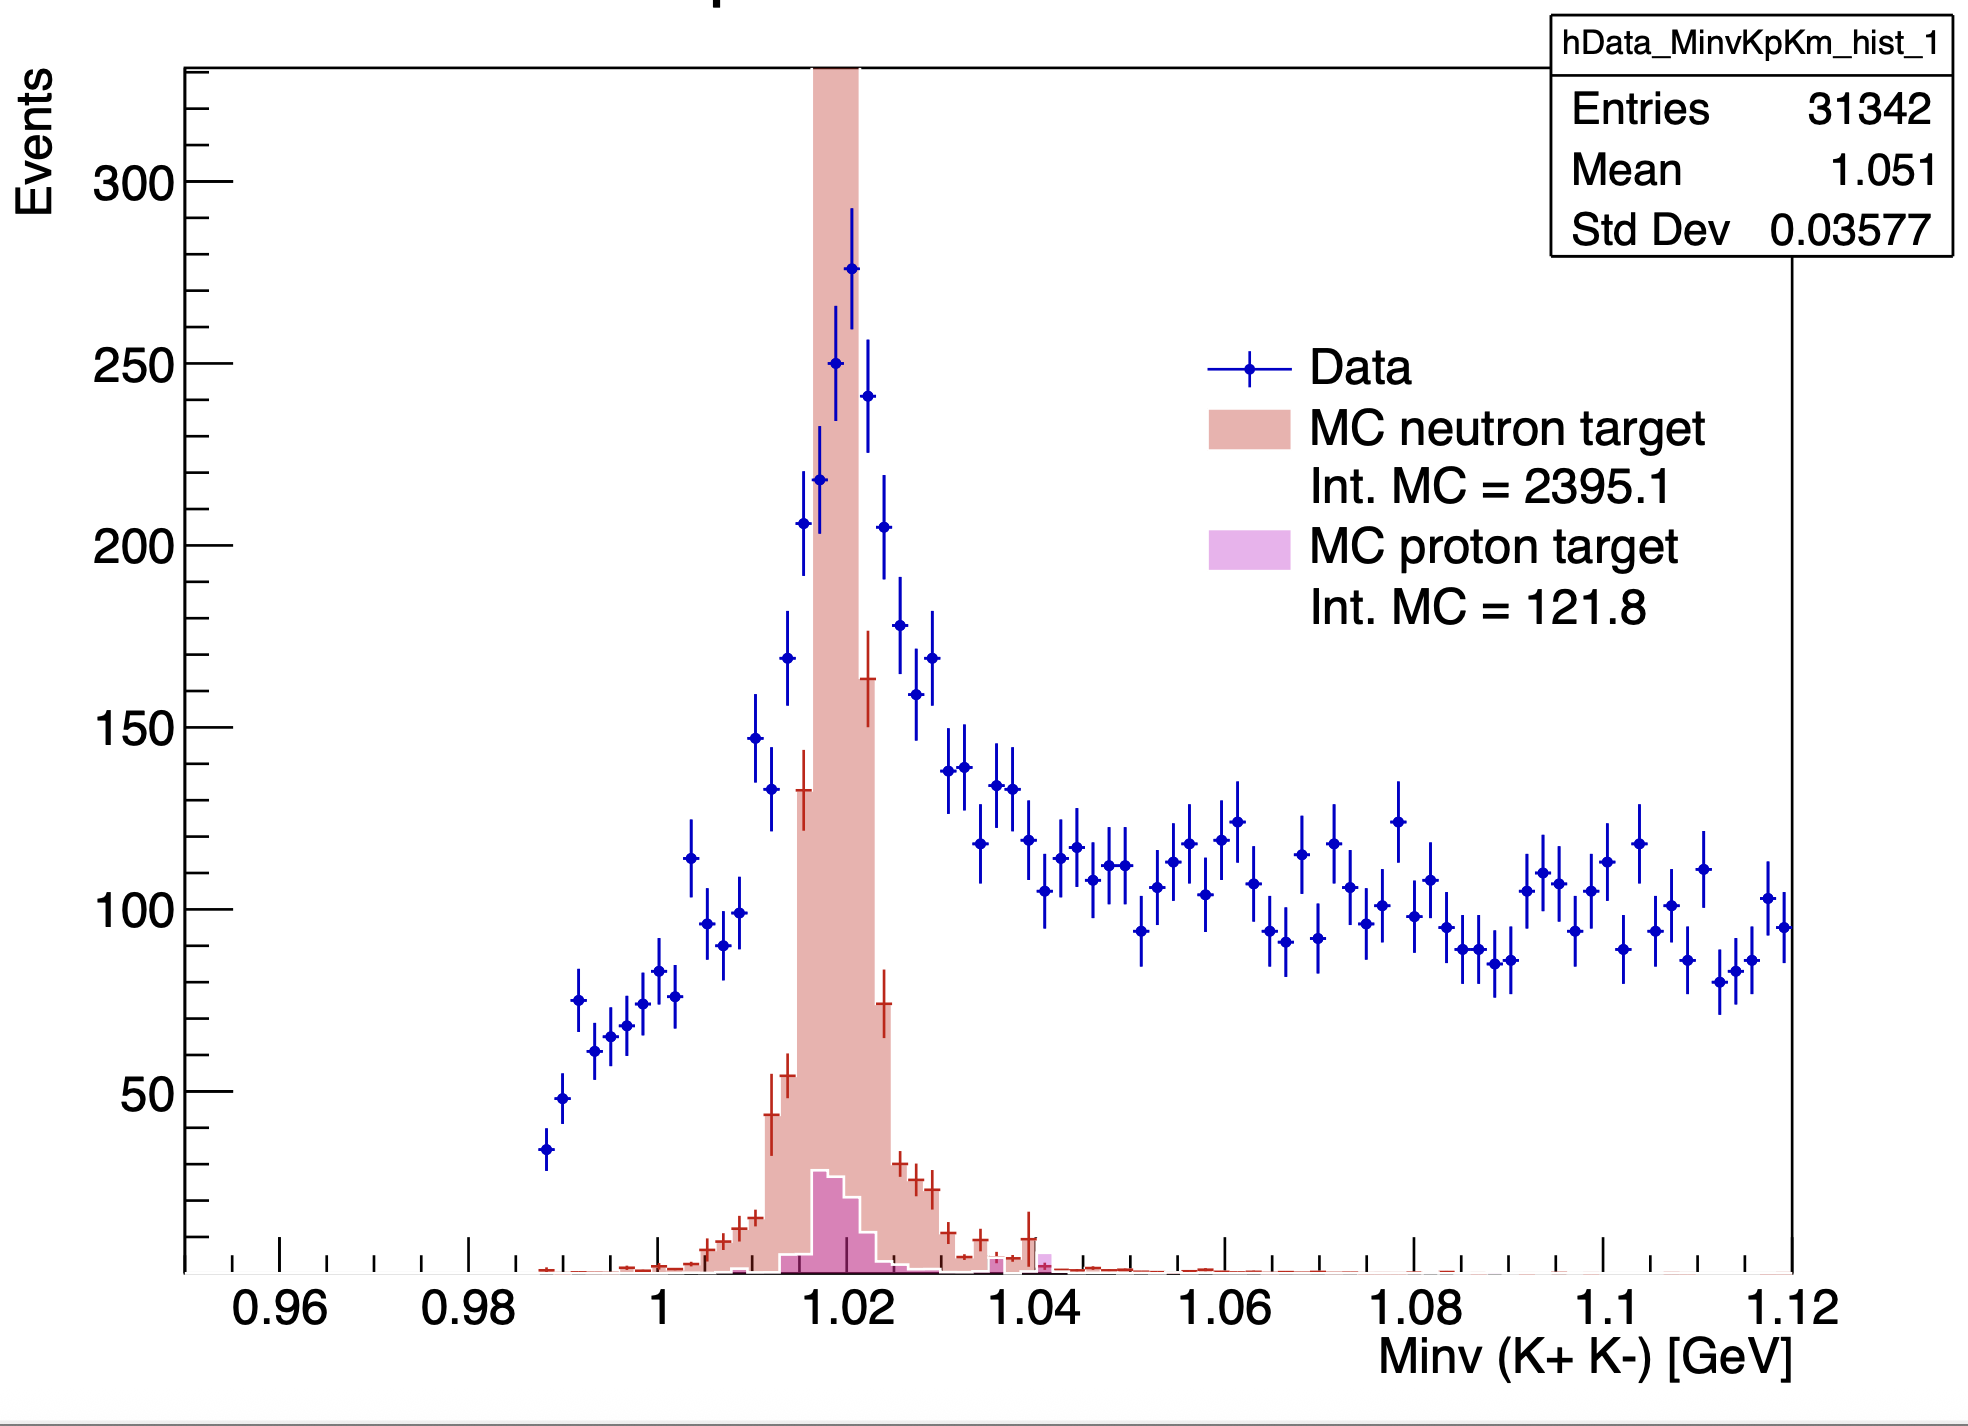 hData_MinvKpKm_hist_1
Entries 31342
Mean 1.051
Std Dev 0.03577
Events
300
250
200
150
100
50
Data
MC neutron target
Int. MC = 2395.1
MC proton target
Int. MC = 121.8
0.96 0.98 1 1.02 1.04 1.06 1.08 1.1 1.12
Minv (K+ K-) [GeV]